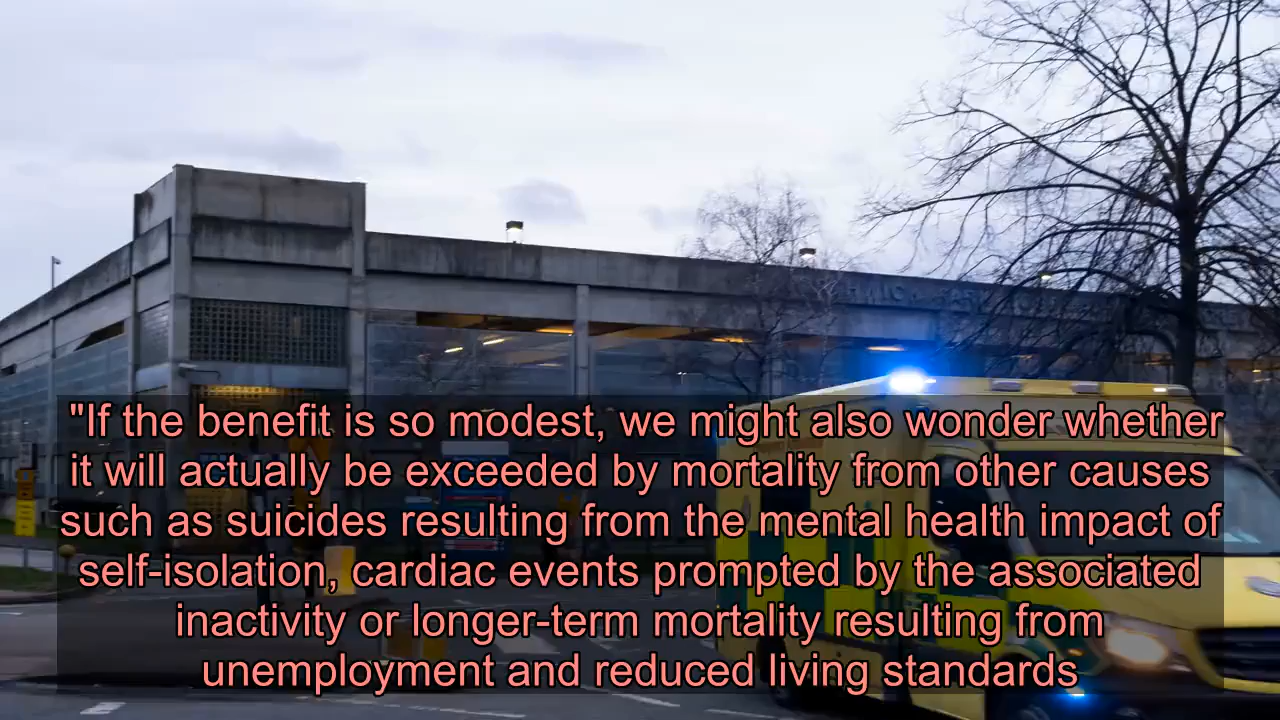 "If the benefit is so modest, we might also wonder whether
it will actually be exceeded by mortality from other causes
such as suicides resulting from the mental health impact of
self-isolation, cardiac events prompted by the associated
inactivity or longer-term mortality resulting from
unemployment and reduced living standards